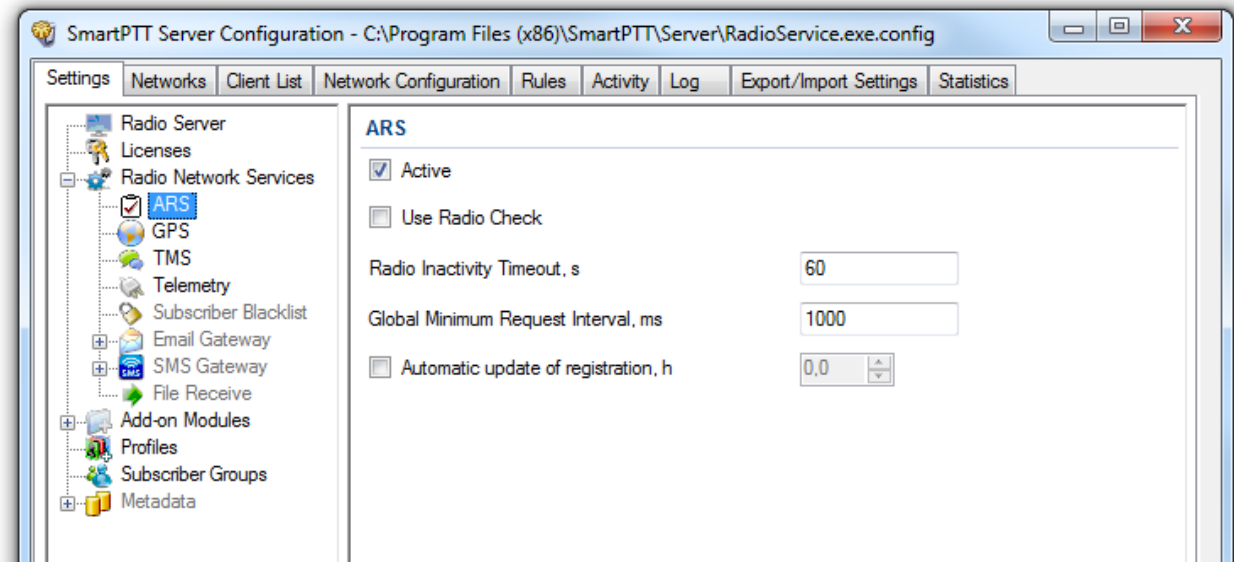 SmartPTT Server Configuration - C:\Program Files (x86)\SmartPTT\Server\RadioService.exe.config
Settings Networks Client List Network Configuration Rules Activity Log Export/Import Settings Statistics
Radio Server
Licenses
Radio Network Services
ARS
GPS
TMS
Telemetry
Subscriber Blacklist
Email Gateway
SMS
SMS Gateway
File Receive
Add-on Modules
Profiles
Subscriber Groups
Metadata
ARS
Active
Use Radio Check
Radio Inactivity Timeout, s 60
Global Minimum Request Interval, ms 1000
Automatic update of registration, h 0,0